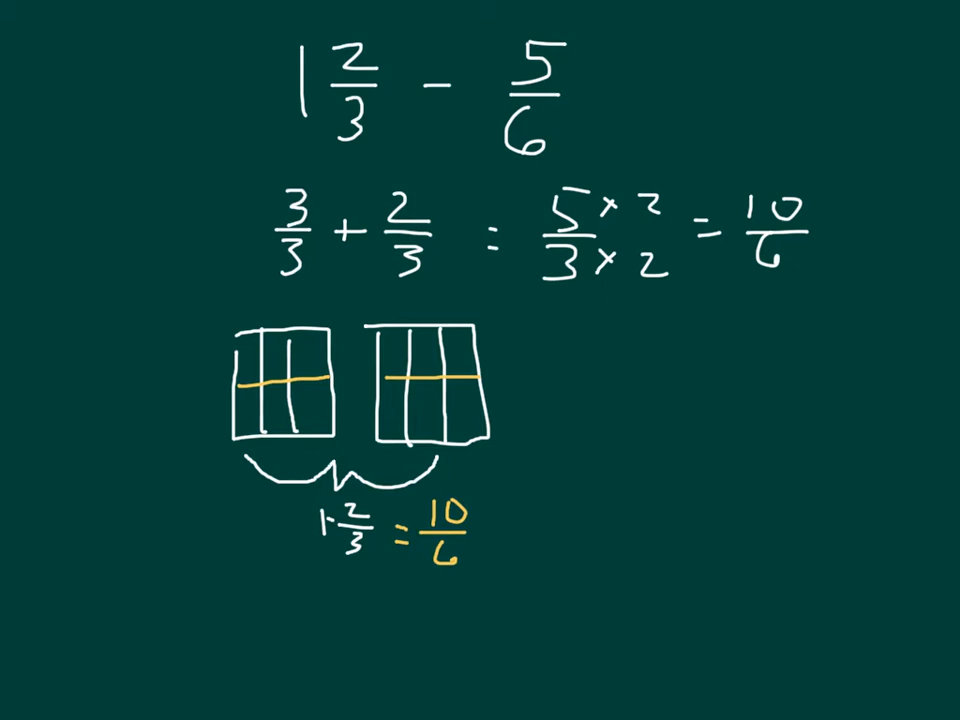 1 2/3 - 5/6
3/3 + 2/3 = 5 × 2/3 × 2 = 10/6
1 2/3 = 10/6